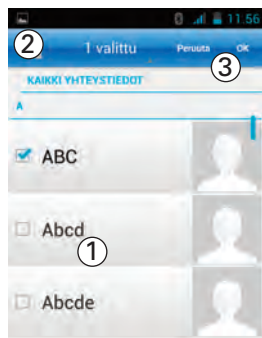 11.56
2
1 valittu
Peruuta
OK
3
KAIKKI YHTEYSTIEDOT
A
ABC
Abcd
1
Abcde